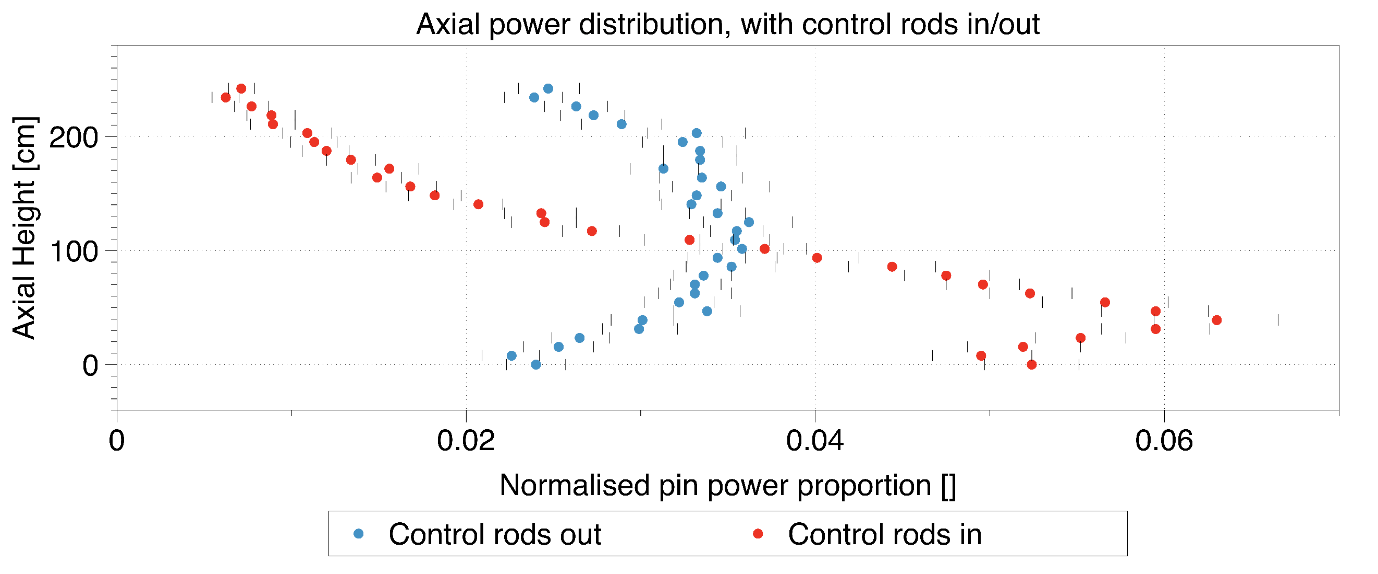 Axial power distribution, with control rods in/out
Axial Height [cm]
200
100
0
0 0.02 0.04 0.06
Normalised pin power proportion []
Control rods out Control rods in